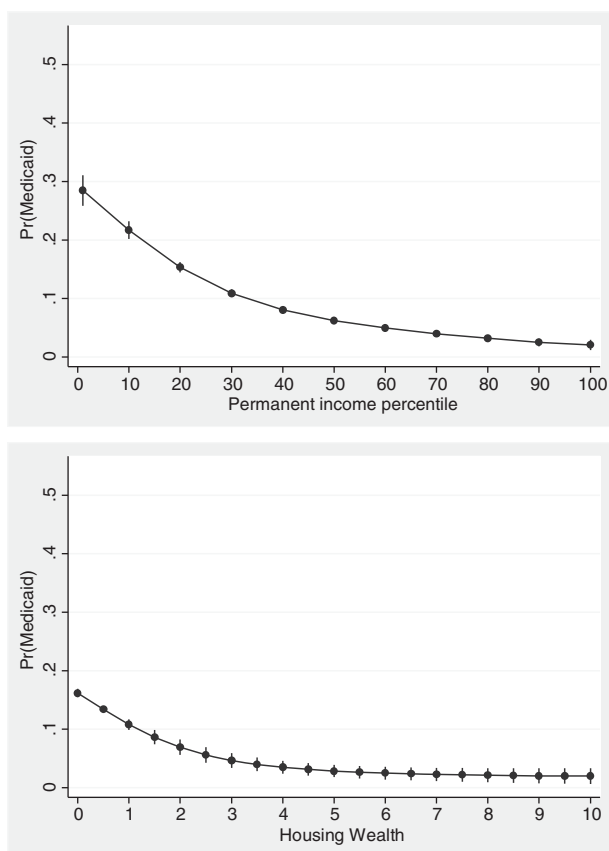 .5
.4
.3
.2
.1
0
Pr(Medicaid)
0 10 20 30 40 50 60 70 80 90 100
Permanent income percentile
.5
.4
.3
.2
.1
0
Pr(Medicaid)
0 1 2 3 4 5 6 7 8 9 10
Housing Wealth